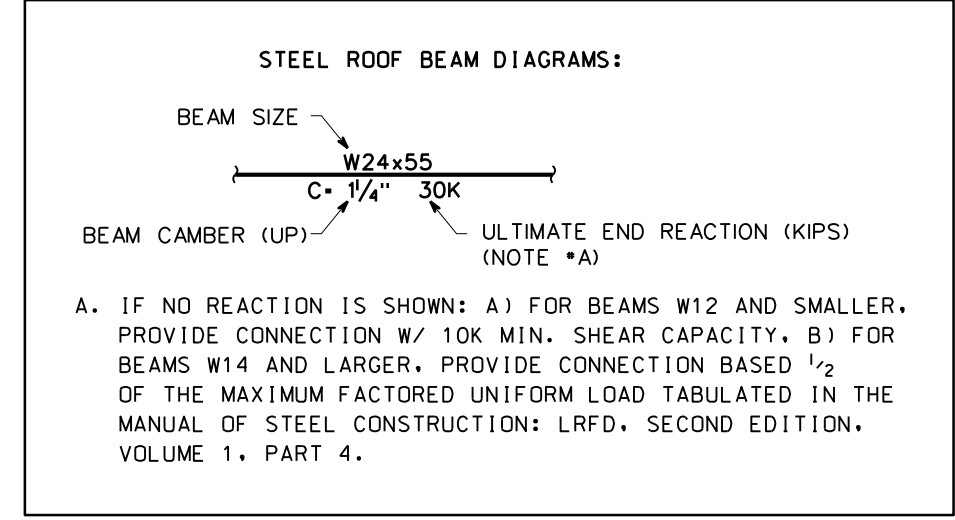 STEEL ROOF BEAM DIAGRAMS:
BEAM SIZE
W24x55
C= 1 1/4" 30K
BEAM CAMBER (UP)
ULTIMATE END REACTION (KIPS)
(NOTE #A)
A. IF NO REACTION IS SHOWN: A) FOR BEAMS W12 AND SMALLER,
PROVIDE CONNECTION W/ 10K MIN. SHEAR CAPACITY, B) FOR
BEAMS W14 AND LARGER, PROVIDE CONNECTION BASED 1/2
OF THE MAXIMUM FACTORED UNIFORM LOAD TABULATED IN THE
MANUAL OF STEEL CONSTRUCTION: LRFD, SECOND EDITION,
VOLUME 1, PART 4.